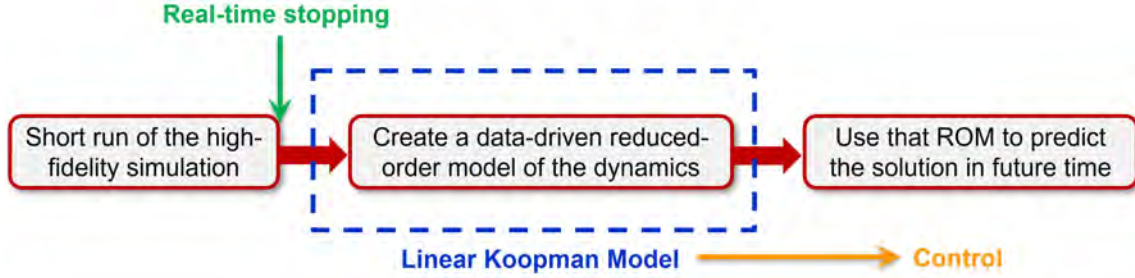 Real-time stopping
Short run of the high-
fidelity simulation
Create a data-driven reduced-
order model of the dynamics
Use that ROM to predict
the solution in future time
Linear Koopman Model
Control